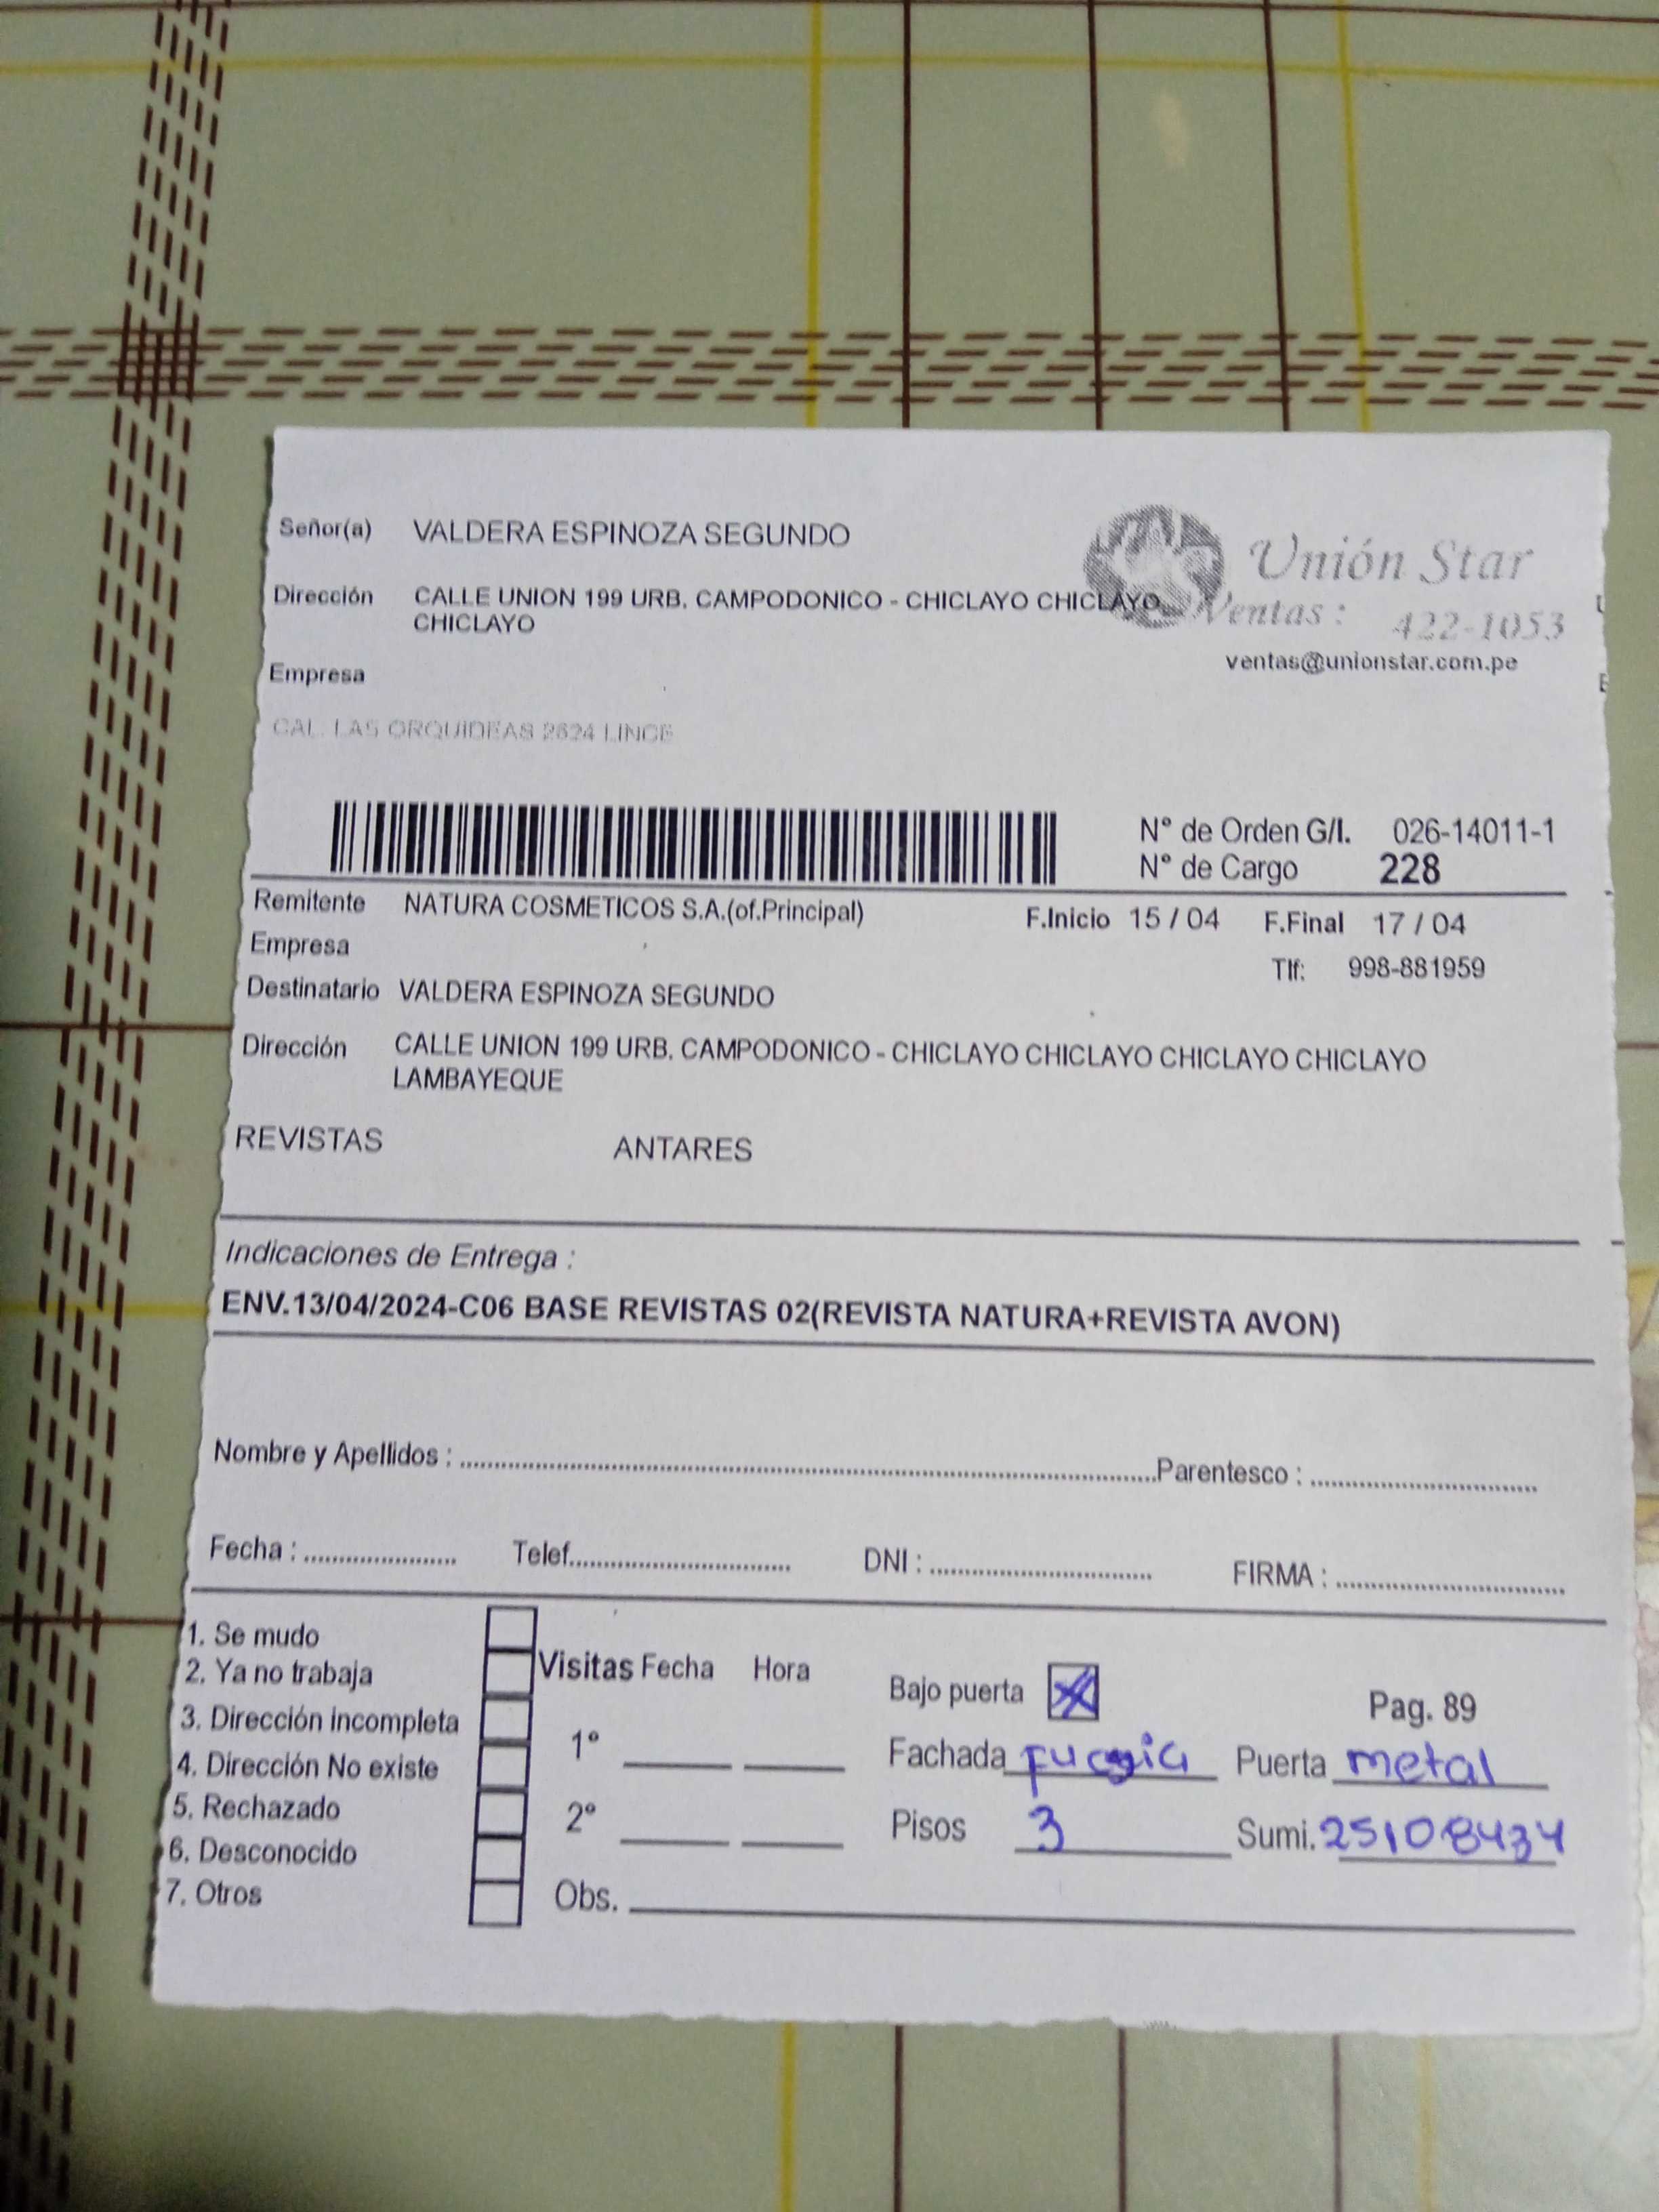 Señor(a) VALDERA ESPINOZA SEGUNDO
Unión Star
Dirección CALLE UNION 199 URB. CAMPODONICO - CHICLAYO CHICLAYO
CHICLAYO
Ventas : 422-1053
ventas@unionstar.com.pe
Empresa
CAL. LAS ORQUIDEAS 2624 LINCE
N° de Orden G/I. 026-14011-1
N° de Cargo 228
Remitente NATURA COSMETICOS S.A.(of.Principal) F.Inicio 15 / 04 F.Final 17 / 04
Empresa
Tlf: 998-881959
Destinatario VALDERA ESPINOZA SEGUNDO
Dirección CALLE UNION 199 URB. CAMPODONICO - CHICLAYO CHICLAYO CHICLAYO CHICLAYO
LAMBAYEQUE
REVISTAS ANTARES
Indicaciones de Entrega :
ENV.13/04/2024-C06 BASE REVISTAS 02(REVISTA NATURA+REVISTA AVON)
Nombre y Apellidos : Parentesco :
Fecha : Telef. DNI : FIRMA :
1. Se mudo
2. Ya no trabaja
3. Dirección incompleta
4. Dirección No existe
5. Rechazado
6. Desconocido
7. Otros
Visitas Fecha Hora
1°
2°
Obs.
Bajo puerta X Pag. 89
Fachada fucsia Puerta metal
Pisos 3 Sumi. 25108434